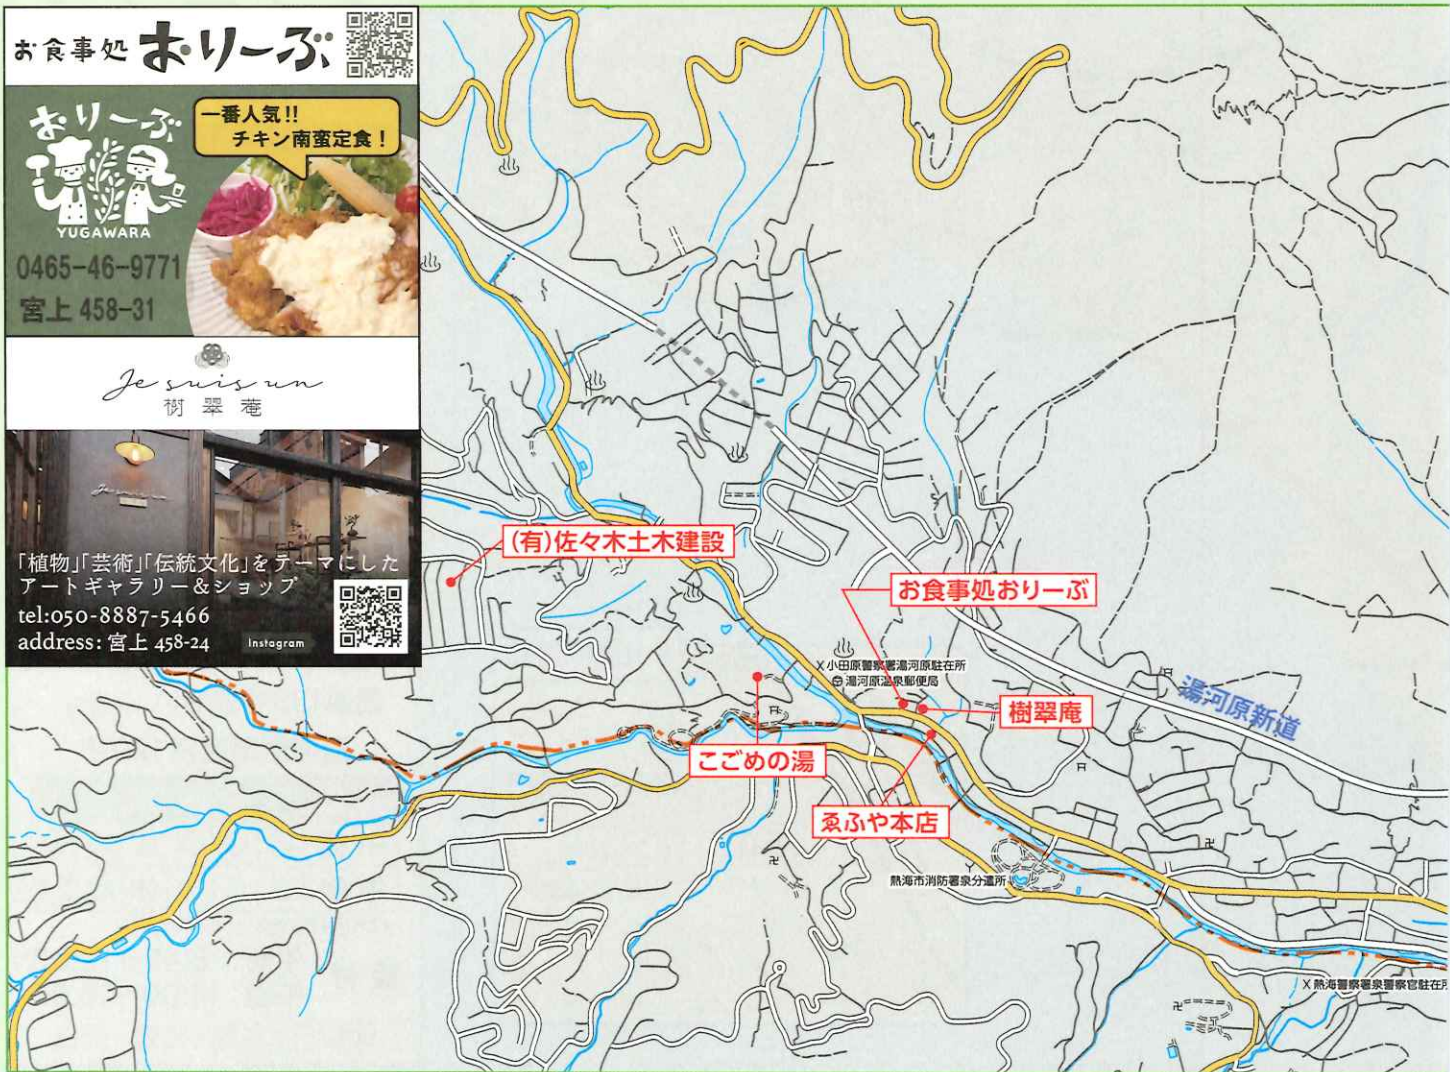 お食事処 おりーぶ
おりーぶ
YUGAWARA
一番人気!!
チキン南蛮定食!
0465-46-9771
宮上 458-31
Je suis un
樹翠菴
Je suis un
「植物」「芸術」「伝統文化」をテーマにした
アートギャラリー&ショップ
tel:050-8887-5466
address: 宮上 458-24
Instagram
(有)佐々木土木建設
お食事処おりーぶ
小田原警察署湯河原駐在所
湯河原温泉郵便局
樹翠庵
湯河原新道
こごめの湯
ゑふや本店
熱海市消防署泉分遣所
熱海警察署泉警察官駐在所